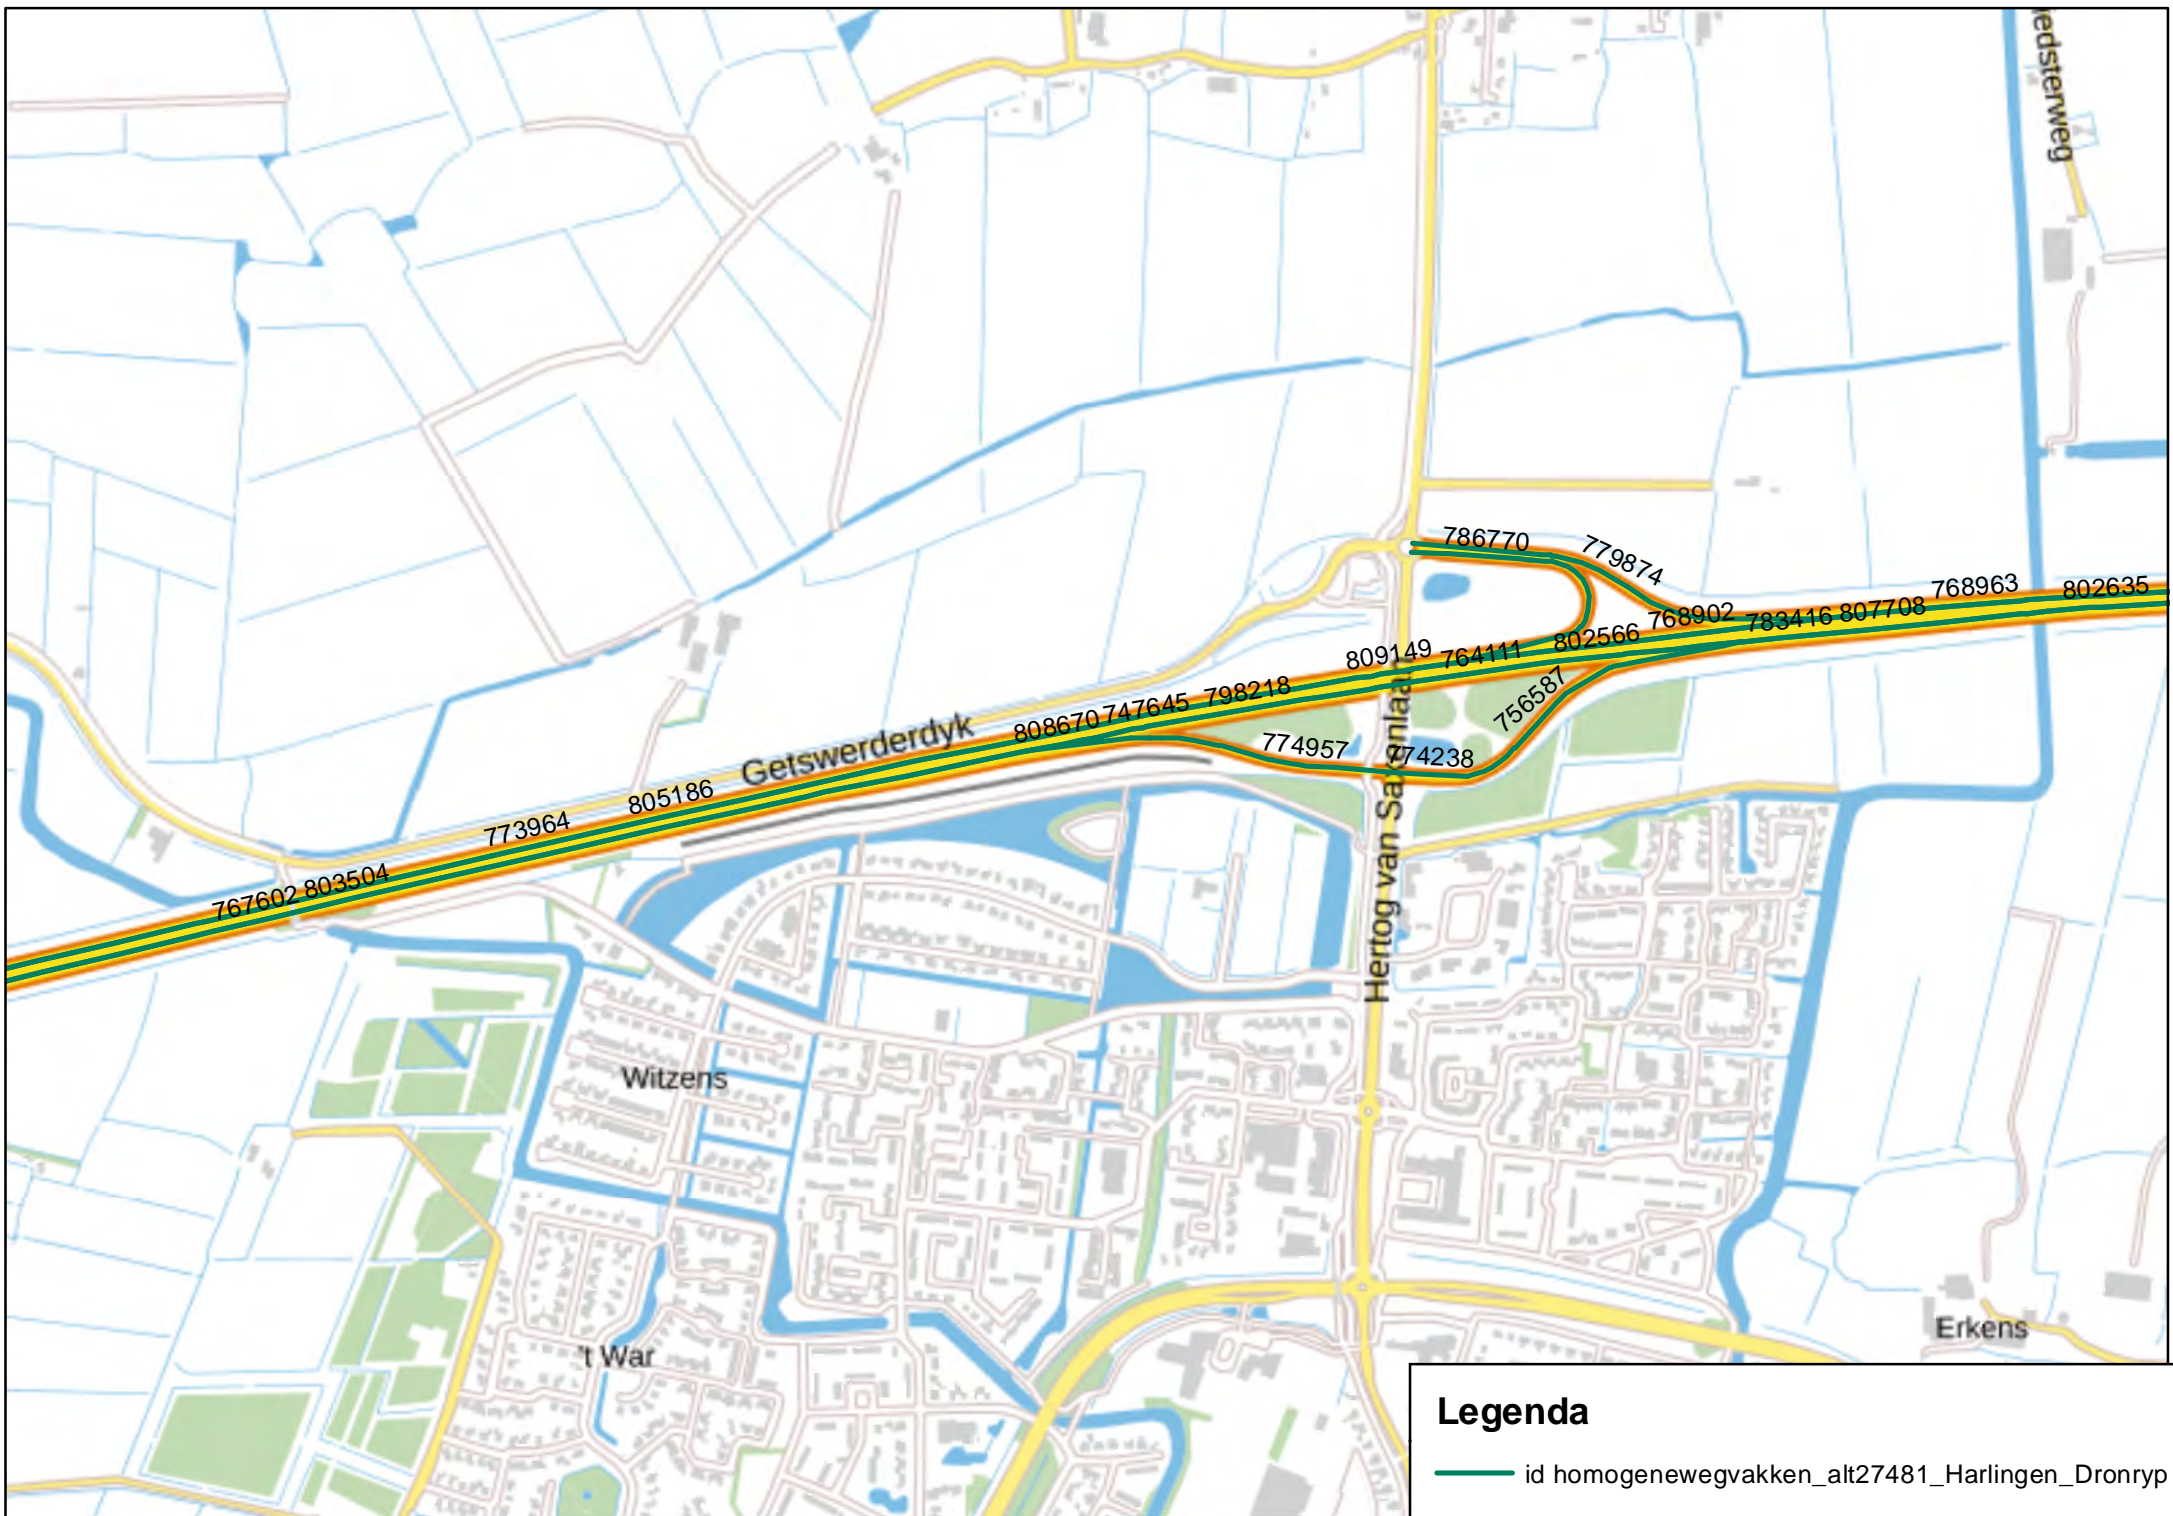 iedsterweg
786770
779874
768963
802635
768902
783416
807708
802566
809149
764111
756587
798218
747645
808670
774957
774238
Getswerderdyk
805186
773964
803504
767602
Hertog van Saxenlaan
Witzens
't War
Erkens
Legenda
id homogenewegvakken_alt27481_Harlingen_Dronryp